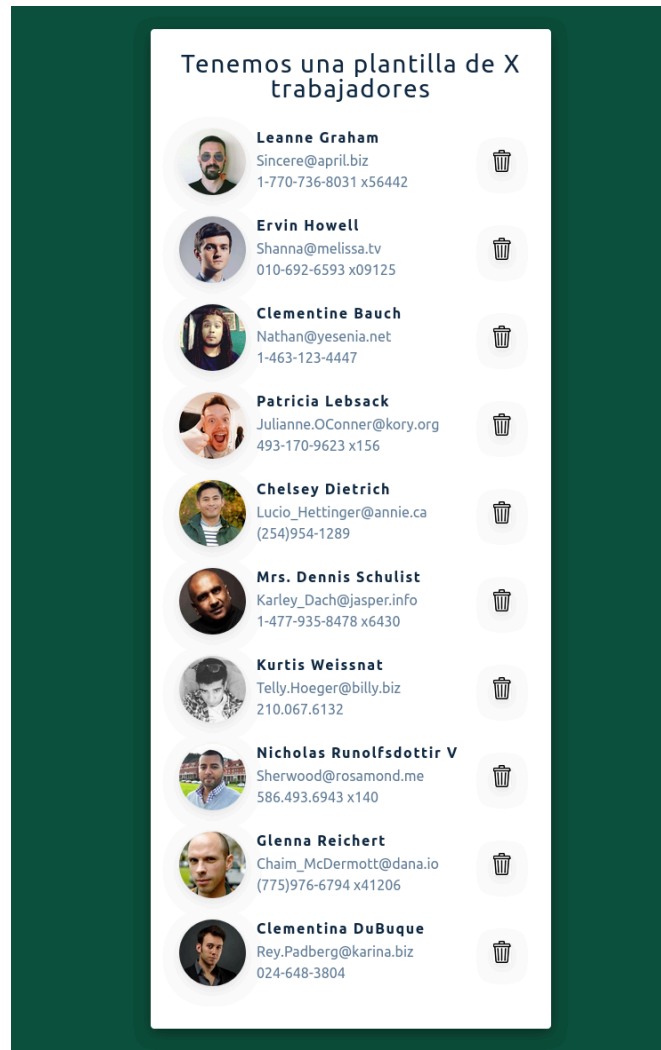 Tenemos una plantilla de X
trabajadores
Leanne Graham
Sincere@april.biz
1-770-736-8031 x56442
Ervin Howell
Shanna@melissa.tv
010-692-6593 x09125
Clementine Bauch
Nathan@yesenia.net
1-463-123-4447
Patricia Lebsack
Julianne.OConner@kory.org
493-170-9623 x156
Chelsey Dietrich
Lucio_Hettinger@annie.ca
(254)954-1289
Mrs. Dennis Schulist
Karley_Dach@jasper.info
1-477-935-8478 x6430
Kurtis Weissnat
Telly.Hoeger@billy.biz
210.067.6132
Nicholas Runolfsdottir V
Sherwood@rosamond.me
586.493.6943 x140
Glenna Reichert
Chaim_McDermott@dana.io
(775)976-6794 x41206
Clementina DuBuque
Rey.Padberg@karina.biz
024-648-3804